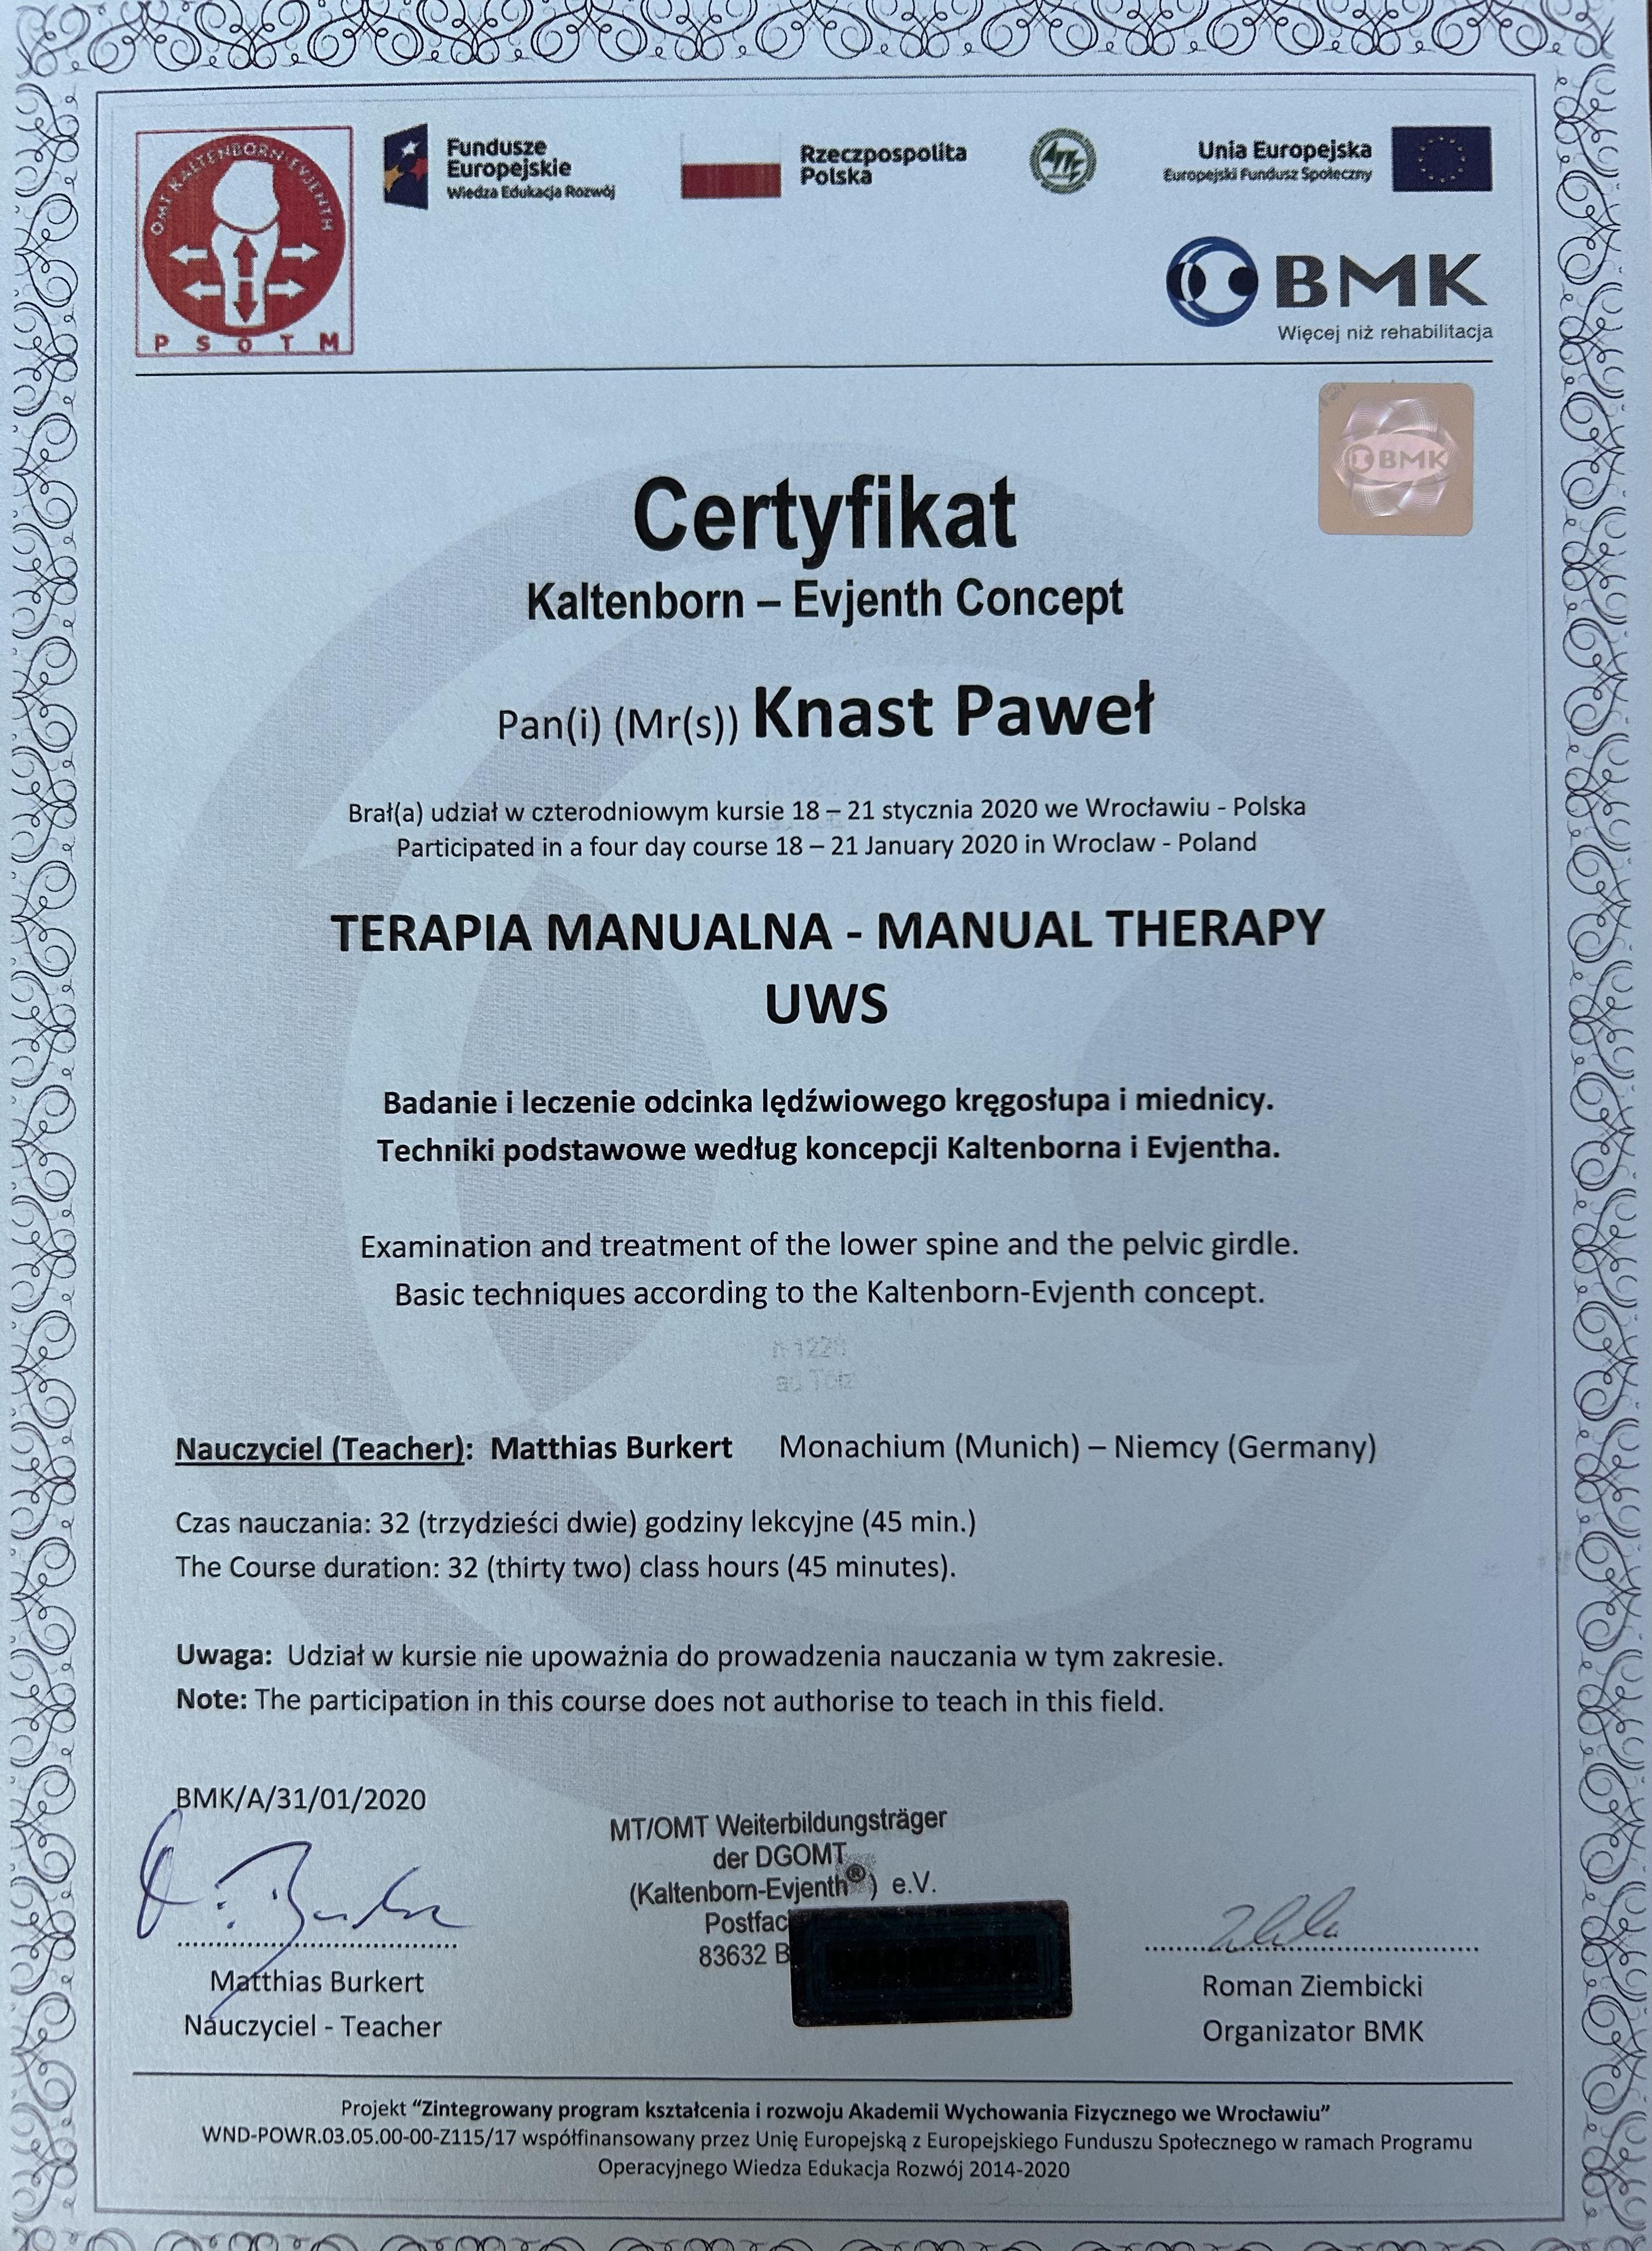 OMT KALTENBORN-EVJENTH
P S O T M
Fundusze
Europejskie
Wiedza Edukacja Rozwój
Rzeczpospolita
Polska
Unia Europejska
Europejski Fundusz Społeczny
BMK
Więcej niż rehabilitacja
BMK
Certyfikat
Kaltenborn – Evjenth Concept
Pan(i) (Mr(s)) Knast Paweł
Brał(a) udział w czterodniowym kursie 18 – 21 stycznia 2020 we Wrocławiu - Polska
Participated in a four day course 18 – 21 January 2020 in Wroclaw - Poland
TERAPIA MANUALNA - MANUAL THERAPY
UWS
Badanie i leczenie odcinka lędźwiowego kręgosłupa i miednicy.
Techniki podstawowe według koncepcji Kaltenborna i Evjentha.
Examination and treatment of the lower spine and the pelvic girdle.
Basic techniques according to the Kaltenborn-Evjenth concept.
Nauczyciel (Teacher): Matthias Burkert Monachium (Munich) – Niemcy (Germany)
Czas nauczania: 32 (trzydzieści dwie) godziny lekcyjne (45 min.)
The Course duration: 32 (thirty two) class hours (45 minutes).
Uwaga: Udział w kursie nie upoważnia do prowadzenia nauczania w tym zakresie.
Note: The participation in this course does not authorise to teach in this field.
BMK/A/31/01/2020
MT/OMT Weiterbildungsträger
der DGOMT
(Kaltenborn-Evjenth®) e.V.
Postfac
83632 B
Matthias Burkert
Nauczyciel - Teacher
Roman Ziembicki
Organizator BMK
Projekt “Zintegrowany program kształcenia i rozwoju Akademii Wychowania Fizycznego we Wrocławiu”
WND-POWR.03.05.00-00-Z115/17 współfinansowany przez Unię Europejską z Europejskiego Funduszu Społecznego w ramach Programu
Operacyjnego Wiedza Edukacja Rozwój 2014-2020